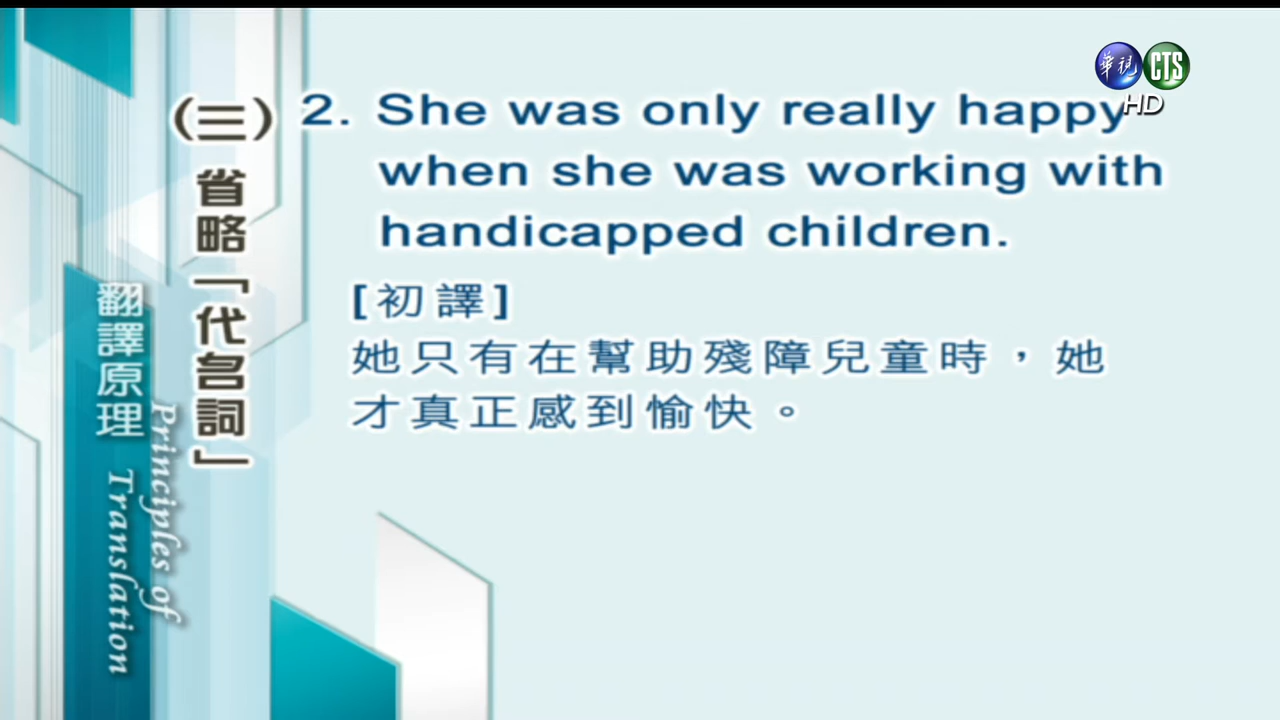 華視 CTS
HD
(三)省略「代名詞」
翻譯原理
Principles of
Translation
2. She was only really happy
when she was working with
handicapped children.
[初譯]
她只有在幫助殘障兒童時，她
才真正感到愉快。